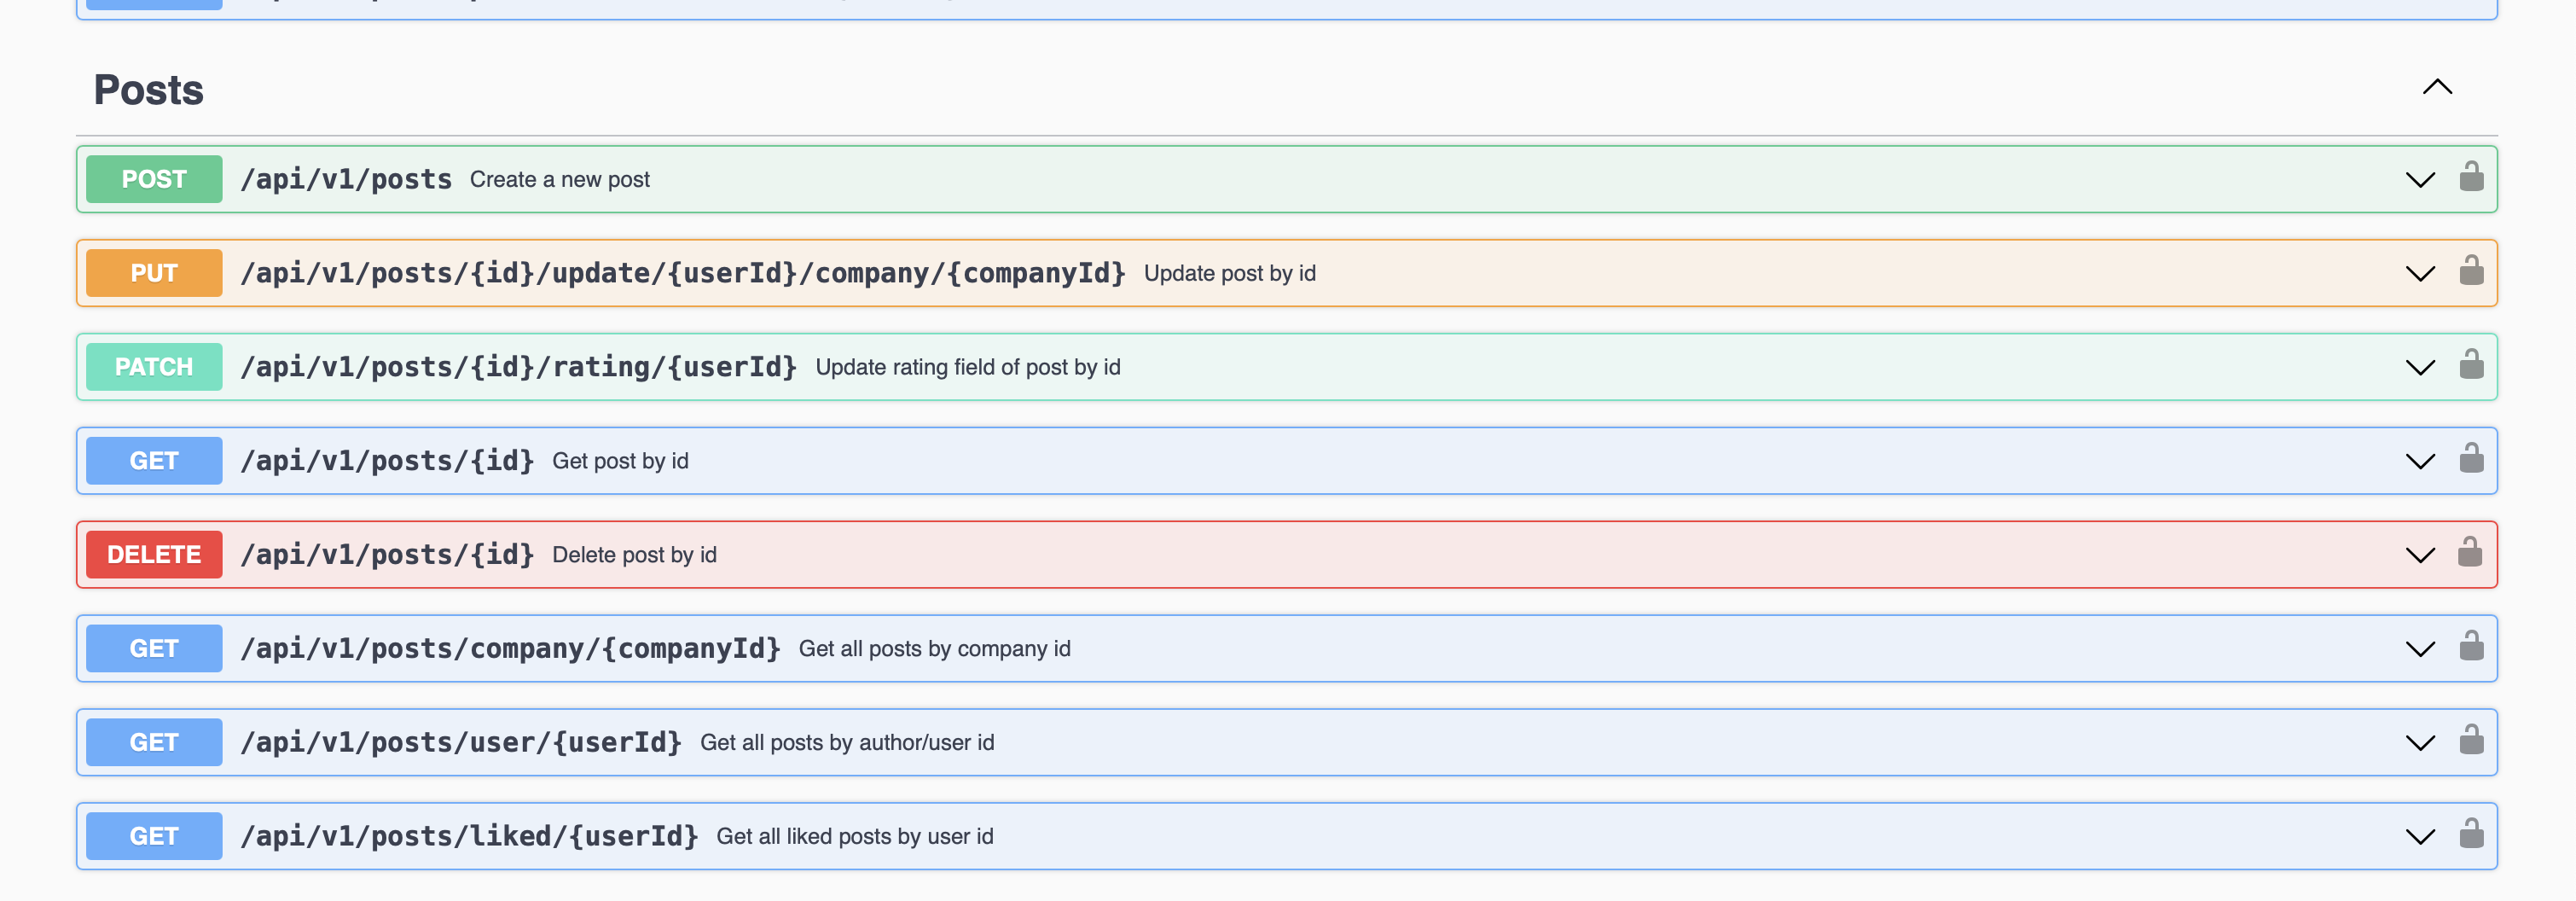 Posts
POST /api/v1/posts Create a new post
PUT /api/v1/posts/{id}/update/{userId}/company/{companyId} Update post by id
PATCH /api/v1/posts/{id}/rating/{userId} Update rating field of post by id
GET /api/v1/posts/{id} Get post by id
DELETE /api/v1/posts/{id} Delete post by id
GET /api/v1/posts/company/{companyId} Get all posts by company id
GET /api/v1/posts/user/{userId} Get all posts by author/user id
GET /api/v1/posts/liked/{userId} Get all liked posts by user id